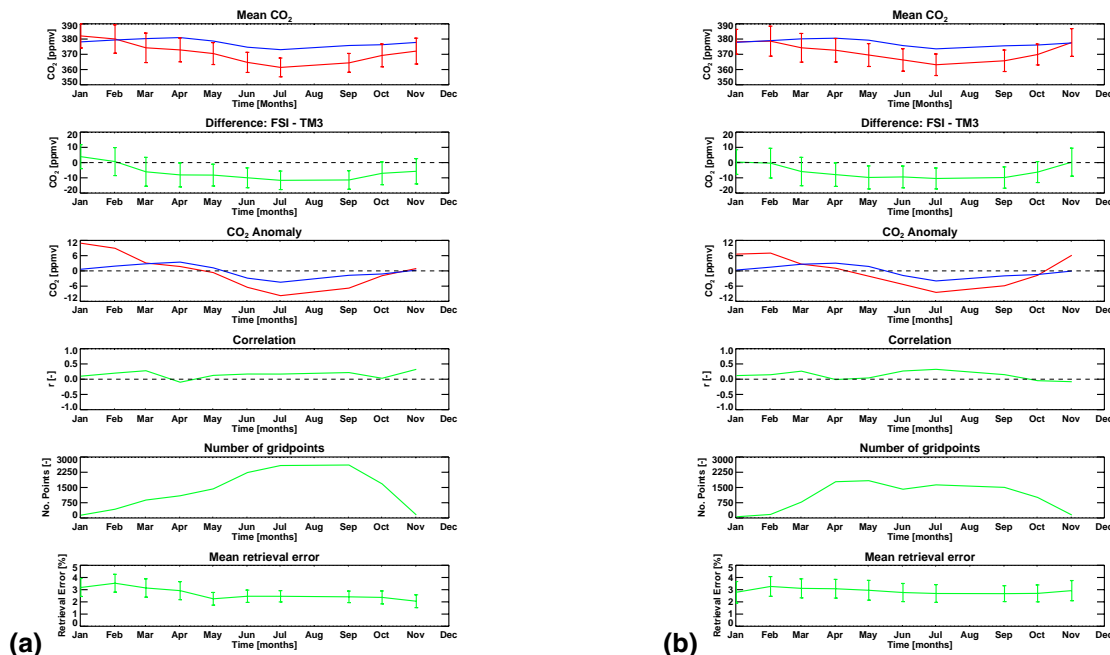 Mean CO2
390
380
370
360
350
CO2 [ppmv]
Jan Feb Mar Apr May Jun Jul Aug Sep Oct Nov Dec
Time [Months]
Difference: FSI - TM3
20
10
0
-10
-20
CO2 [ppmv]
Jan Feb Mar Apr May Jun Jul Aug Sep Oct Nov Dec
Time [months]
CO2 Anomaly
12
6
0
-6
-12
CO2 [ppmv]
Jan Feb Mar Apr May Jun Jul Aug Sep Oct Nov Dec
Time [months]
Correlation
1.0
0.5
0.0
-0.5
-1.0
r [-]
Jan Feb Mar Apr May Jun Jul Aug Sep Oct Nov Dec
Time [months]
Number of gridpoints
3000
2250
1500
750
0
No. Points [-]
Jan Feb Mar Apr May Jun Jul Aug Sep Oct Nov Dec
Time [months]
Mean retrieval error
5
4
3
2
1
0
Retrieval Error [%]
Jan Feb Mar Apr May Jun Jul Aug Sep Oct Nov Dec
Time [months]
(a)
Mean CO2
390
380
370
360
350
CO2 [ppmv]
Jan Feb Mar Apr May Jun Jul Aug Sep Oct Nov Dec
Time [Months]
Difference: FSI - TM3
20
10
0
-10
-20
CO2 [ppmv]
Jan Feb Mar Apr May Jun Jul Aug Sep Oct Nov Dec
Time [months]
CO2 Anomaly
12
6
0
-6
-12
CO2 [ppmv]
Jan Feb Mar Apr May Jun Jul Aug Sep Oct Nov Dec
Time [months]
Correlation
1.0
0.5
0.0
-0.5
-1.0
r [-]
Jan Feb Mar Apr May Jun Jul Aug Sep Oct Nov Dec
Time [months]
Number of gridpoints
3000
2250
1500
750
0
No. Points [-]
Jan Feb Mar Apr May Jun Jul Aug Sep Oct Nov Dec
Time [months]
Mean retrieval error
5
4
3
2
1
0
Retrieval Error [%]
Jan Feb Mar Apr May Jun Jul Aug Sep Oct Nov Dec
Time [months]
(b)